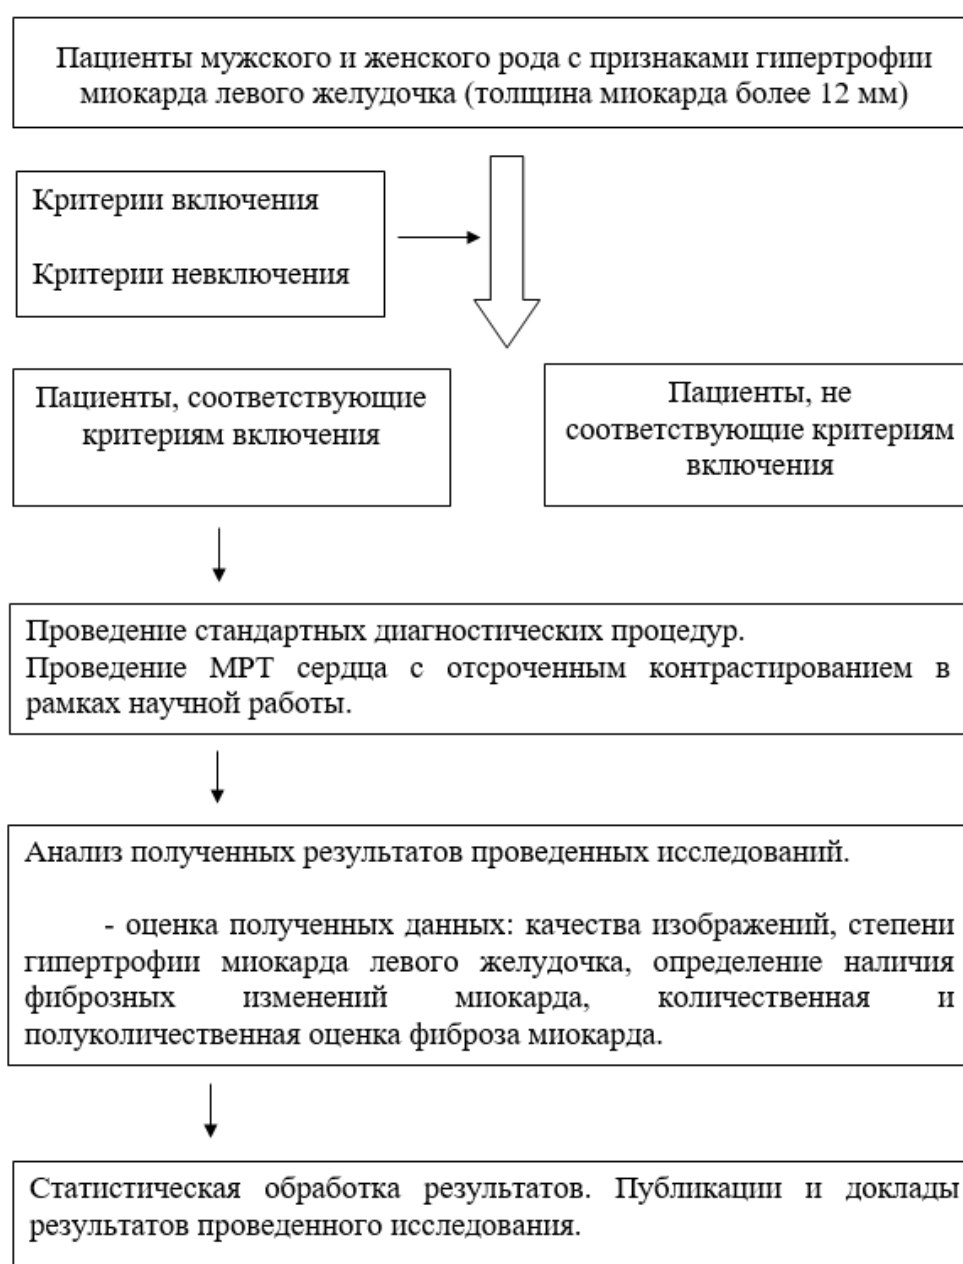 Пациенты мужского и женского рода с признаками гипертрофии
миокарда левого желудочка (толщина миокарда более 12 мм)
Критерии включения
Критерии невключения
Пациенты, соответствующие
критериям включения
Пациенты, не
соответствующие критериям
включения
Проведение стандартных диагностических процедур.
Проведение МРТ сердца с отсроченным контрастированием в
рамках научной работы.
Анализ полученных результатов проведенных исследований.
- оценка полученных данных: качества изображений, степени
гипертрофии миокарда левого желудочка, определение наличия
фиброзных изменений миокарда, количественная и
полуколичественная оценка фиброза миокарда.
Статистическая обработка результатов. Публикации и доклады
результатов проведенного исследования.